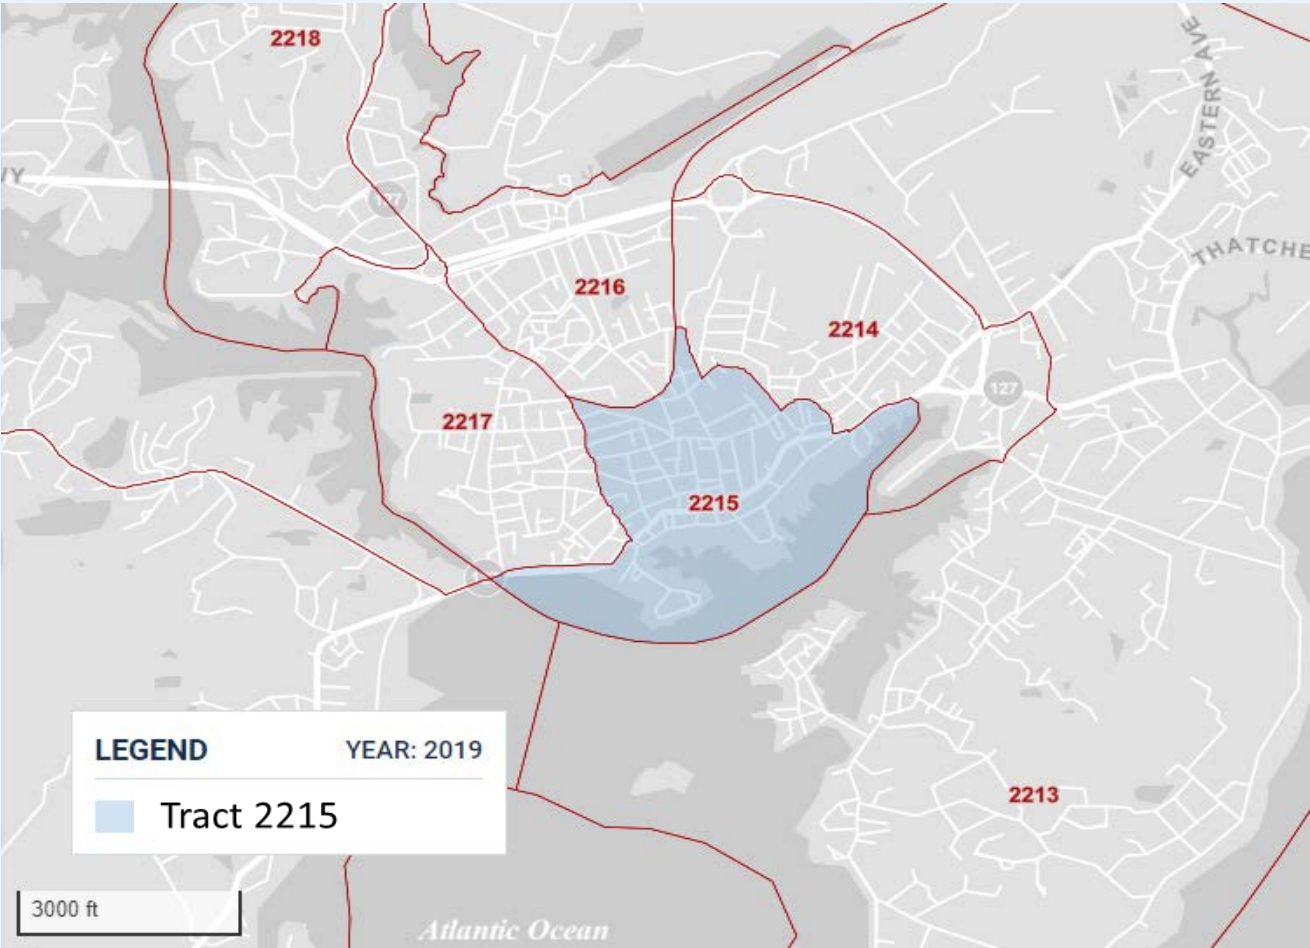 2218
EASTERN AVE
VY
THATCHE
2216
2214
127
2217
2215
LEGEND YEAR: 2019
Tract 2215
2213
3000 ft
Atlantic Ocean